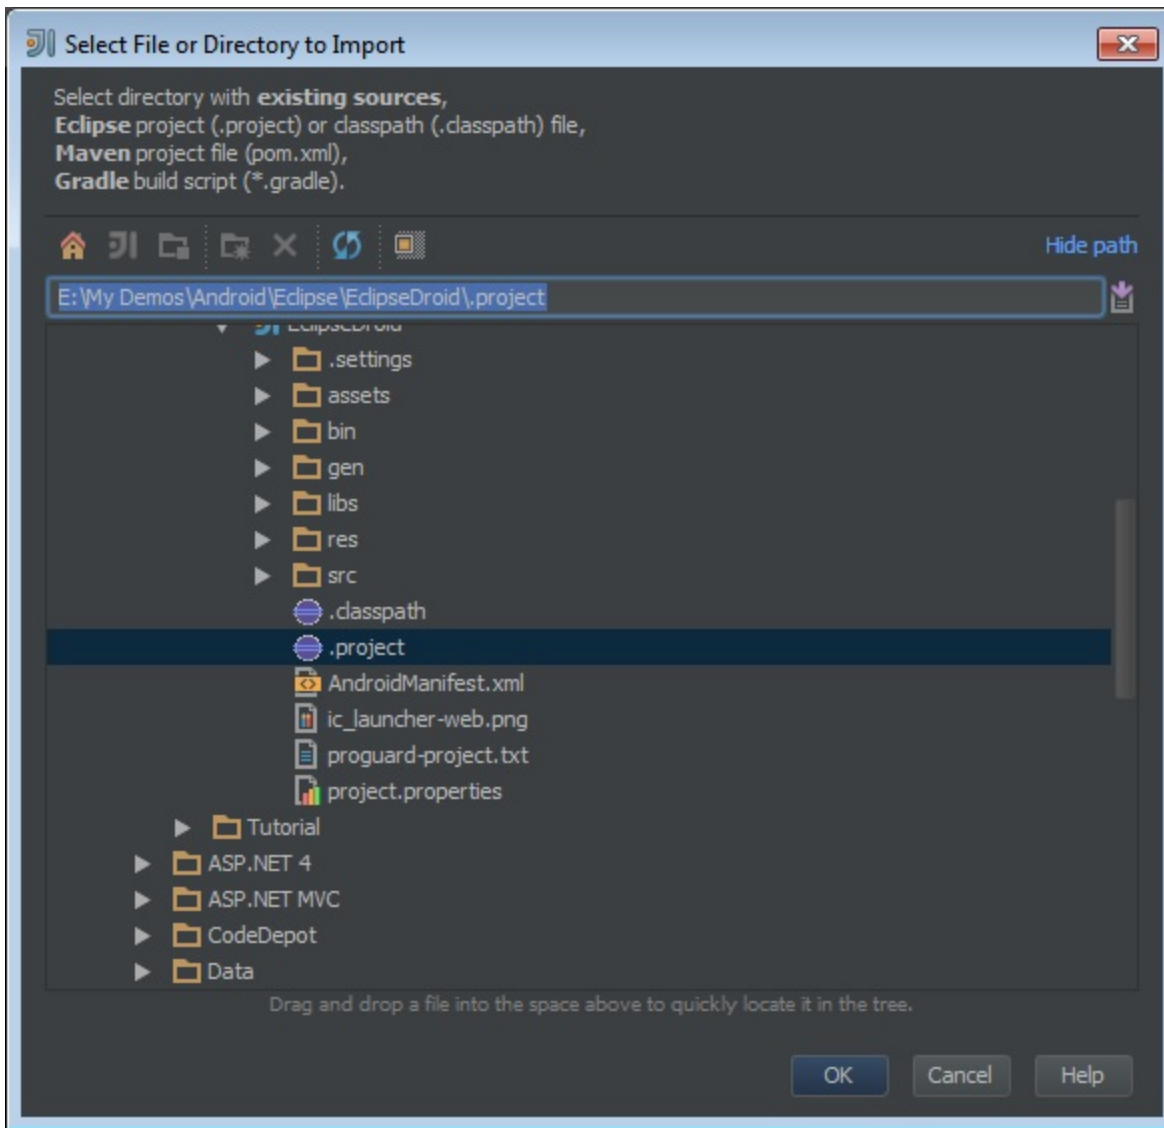 Select File or Directory to Import
Select directory with existing sources,
Eclipse project (.project) or classpath (.classpath) file,
Maven project file (pom.xml),
Gradle build script (*.gradle).
Hide path
E:\My Demos\Android\Eclipse\EclipseDroid\.project
EclipseDroid
.settings
assets
bin
gen
libs
res
src
.classpath
.project
AndroidManifest.xml
ic_launcher-web.png
proguard-project.txt
project.properties
Tutorial
ASP.NET 4
ASP.NET MVC
CodeDepot
Data
Drag and drop a file into the space above to quickly locate it in the tree.
OK Cancel Help